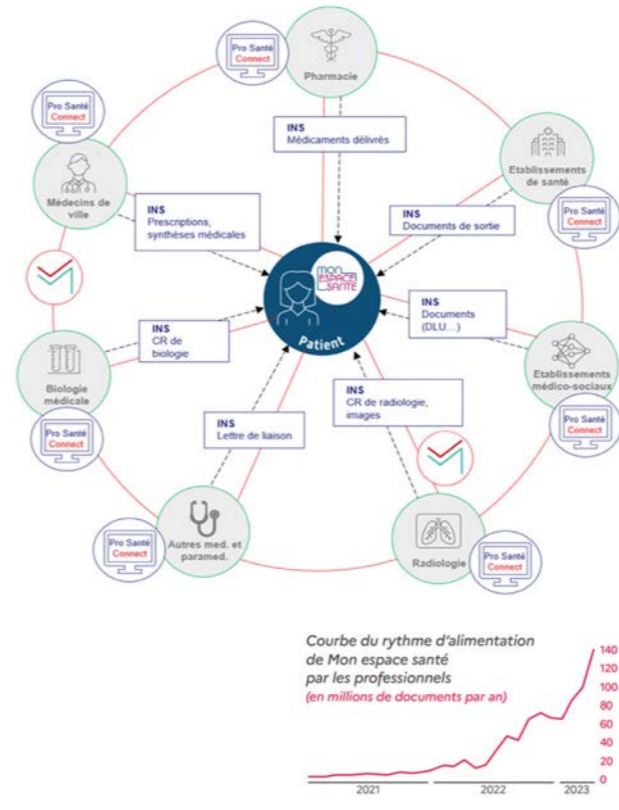 Pro Santé
Connect
Pharmacie
Pro Santé
Connect
INS
Médicaments délivrés
Médecins de
ville
Etablissements
de santé
INS
Prescriptions,
synthèses médicales
Pro Santé
Connect
INS
Documents de sortie
MON
ESPACE
SANTÉ
Patient
INS
Documents
(DLU…)
INS
CR de
biologie
Biologie
médicale
Etablissements
médico-sociaux
INS
CR de radiologie,
images
INS
Lettre de liaison
Pro Santé
Connect
Pro Santé
Connect
Autres med. et
paramed.
Radiologie
Pro Santé
Connect
Pro Santé
Connect
Courbe du rythme d'alimentation
de Mon espace santé
par les professionnels
(en millions de documents par an)
140
120
100
80
60
40
20
0
2021
2022
2023